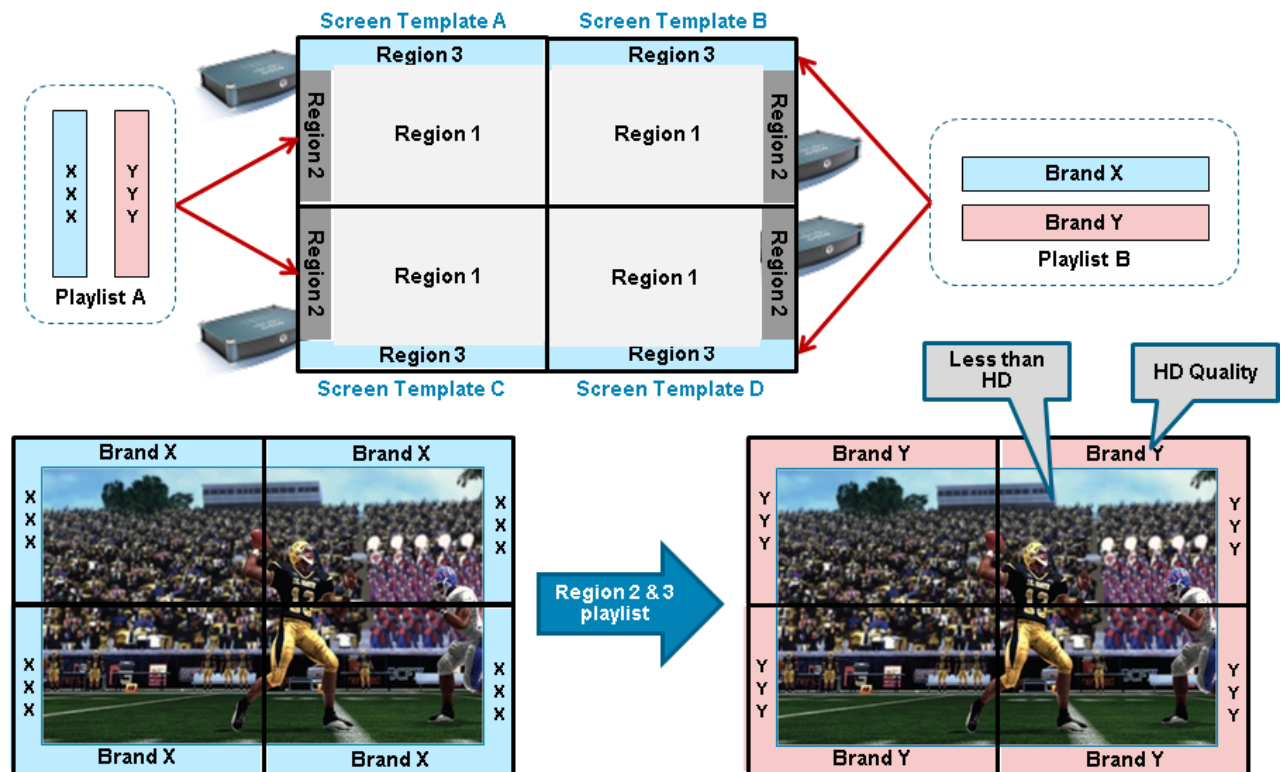 Screen Template A
Screen Template B
Region 3
Region 3
Region 2
Region 1
Region 1
Region 2
X
X
X
Y
Y
Y
Playlist A
Brand X
Brand Y
Playlist B
Region 2
Region 1
Region 1
Region 2
Region 3
Region 3
Screen Template C
Screen Template D
Less than
HD
HD Quality
Brand X
Brand X
X
X
X
X
X
X
13
X
X
X
X
X
X
Brand X
Brand X
Region 2 & 3
playlist
Brand Y
Brand Y
Y
Y
Y
Y
Y
Y
13
Y
Y
Y
Y
Y
Y
Brand Y
Brand Y